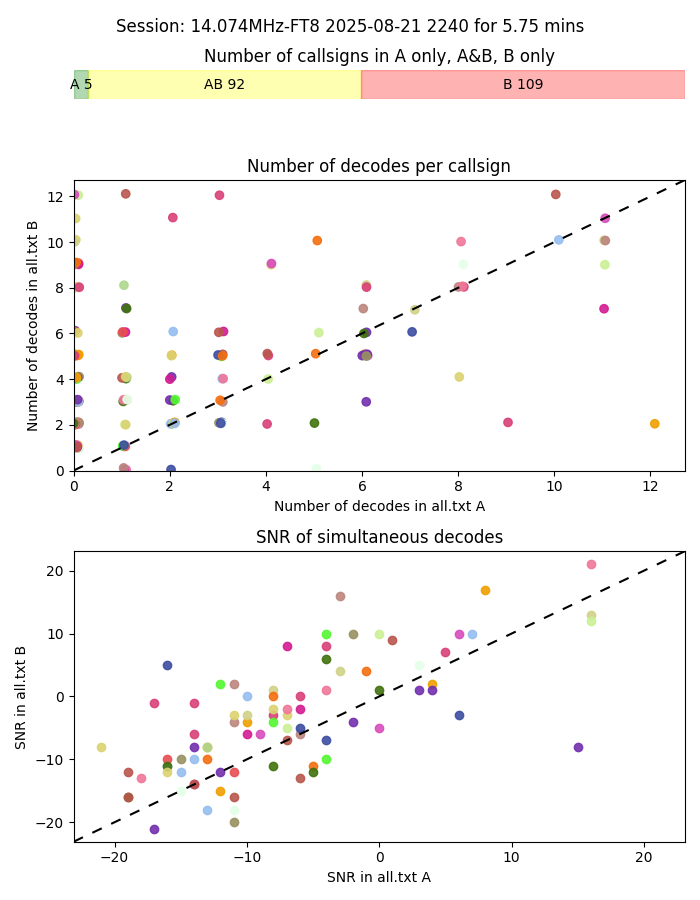 Session: 14.074MHz-FT8 2025-08-21 2240 for 5.75 mins
Number of callsigns in A only, A&B, B only
A 5 AB 92 B 109
Number of decodes per callsign
12
10
8
6
4
2
0
Number of decodes in all.txt B
0 2 4 6 8 10 12
Number of decodes in all.txt A
SNR of simultaneous decodes
20
10
0
−10
−20
SNR in all.txt B
−20 −10 0 10 20
SNR in all.txt A